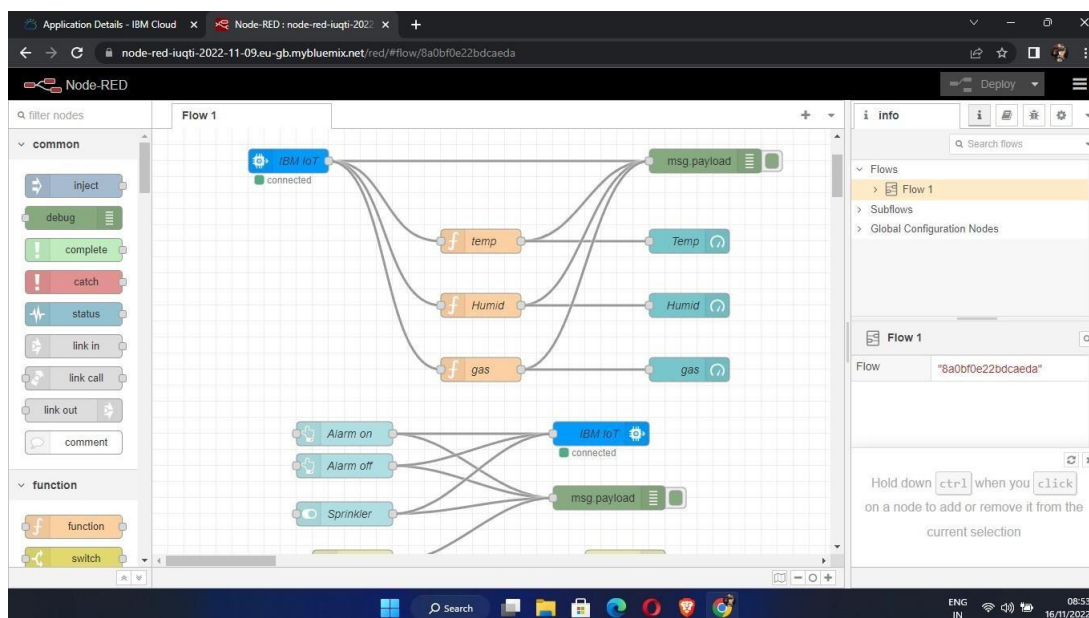 Application Details - IBM Cloud
Node-RED : node-red-iuqti-2022
node-red-iuqti-2022-11-09.eu-gb.mybluemix.net/red/#flow/8a0bf0e22bdcaeda
Node-RED
Deploy
filter nodes
Flow 1
info
common
Search flows
inject
debug
complete
catch
status
link in
link call
link out
comment
function
function
switch
IBM IoT
connected
msg.payload
temp
Temp
Humid
Humid
gas
gas
Alarm on
Alarm off
Sprinkler
IBM IoT
connected
msg.payload
Flows
Flow 1
Subflows
Global Configuration Nodes
Flow 1
Flow "8a0bf0e22bdcaeda"
Hold down ctrl when you click
on a node to add or remove it from the
current selection
Search
ENG
IN
08:53
16/11/2022